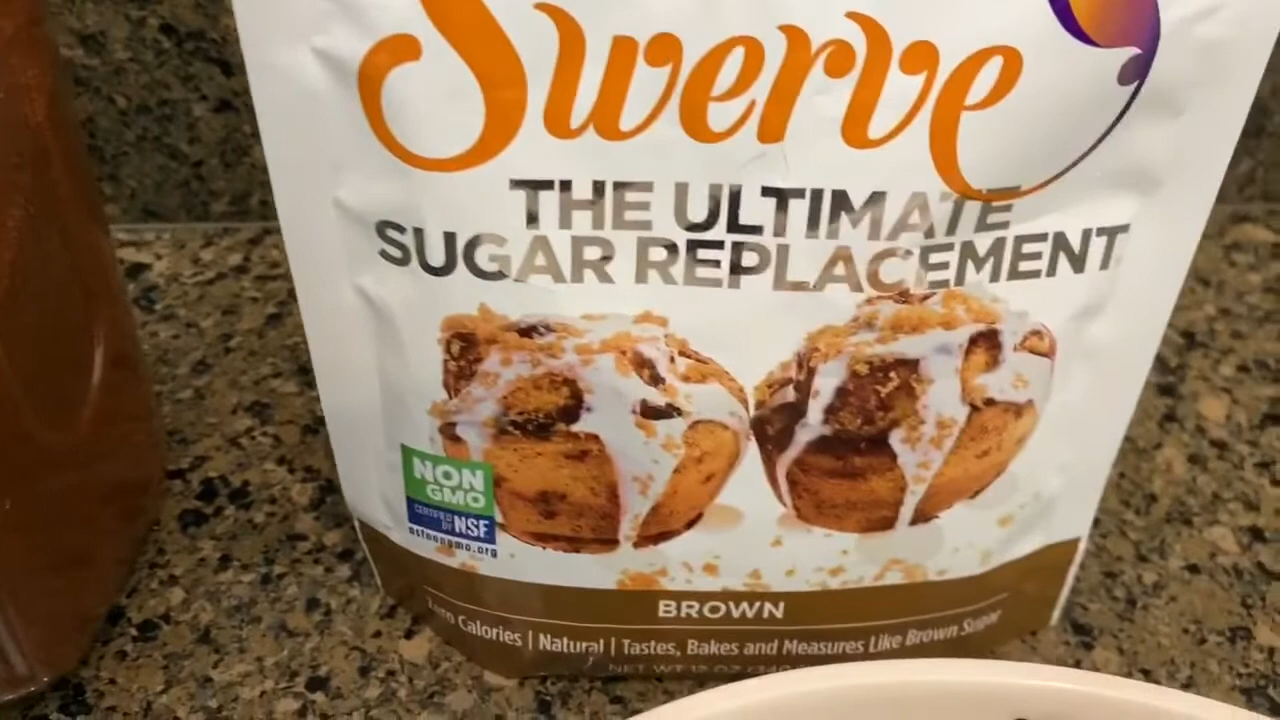 Swerve
THE ULTIMATE
SUGAR REPLACEMENT
NON
GMO
CERTIFIED
BY NSF
nsfnongmo.org
BROWN
Zero Calories | Natural | Tastes, Bakes and Measures Like Brown Sugar
NET WT 12 OZ (340